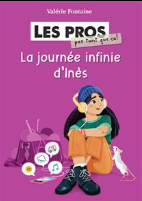 Valérie Fontaine
LES PROS
pas tant que ça!
La journée infinie
d'Inès